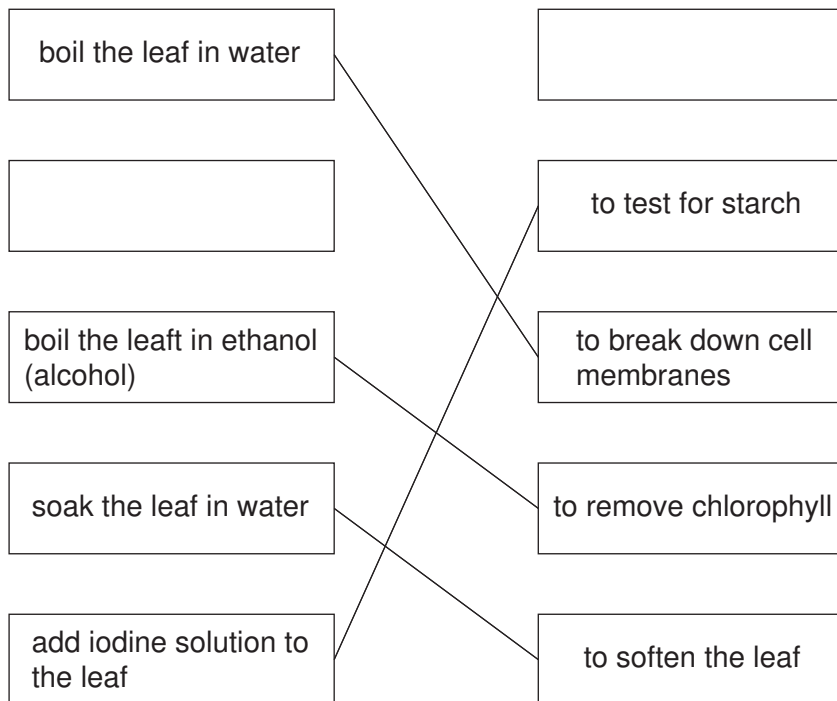 boil the leaf in water
to test for starch
boil the leaft in ethanol
(alcohol)
to break down cell
membranes
soak the leaf in water
to remove chlorophyll
add iodine solution to
the leaf
to soften the leaf